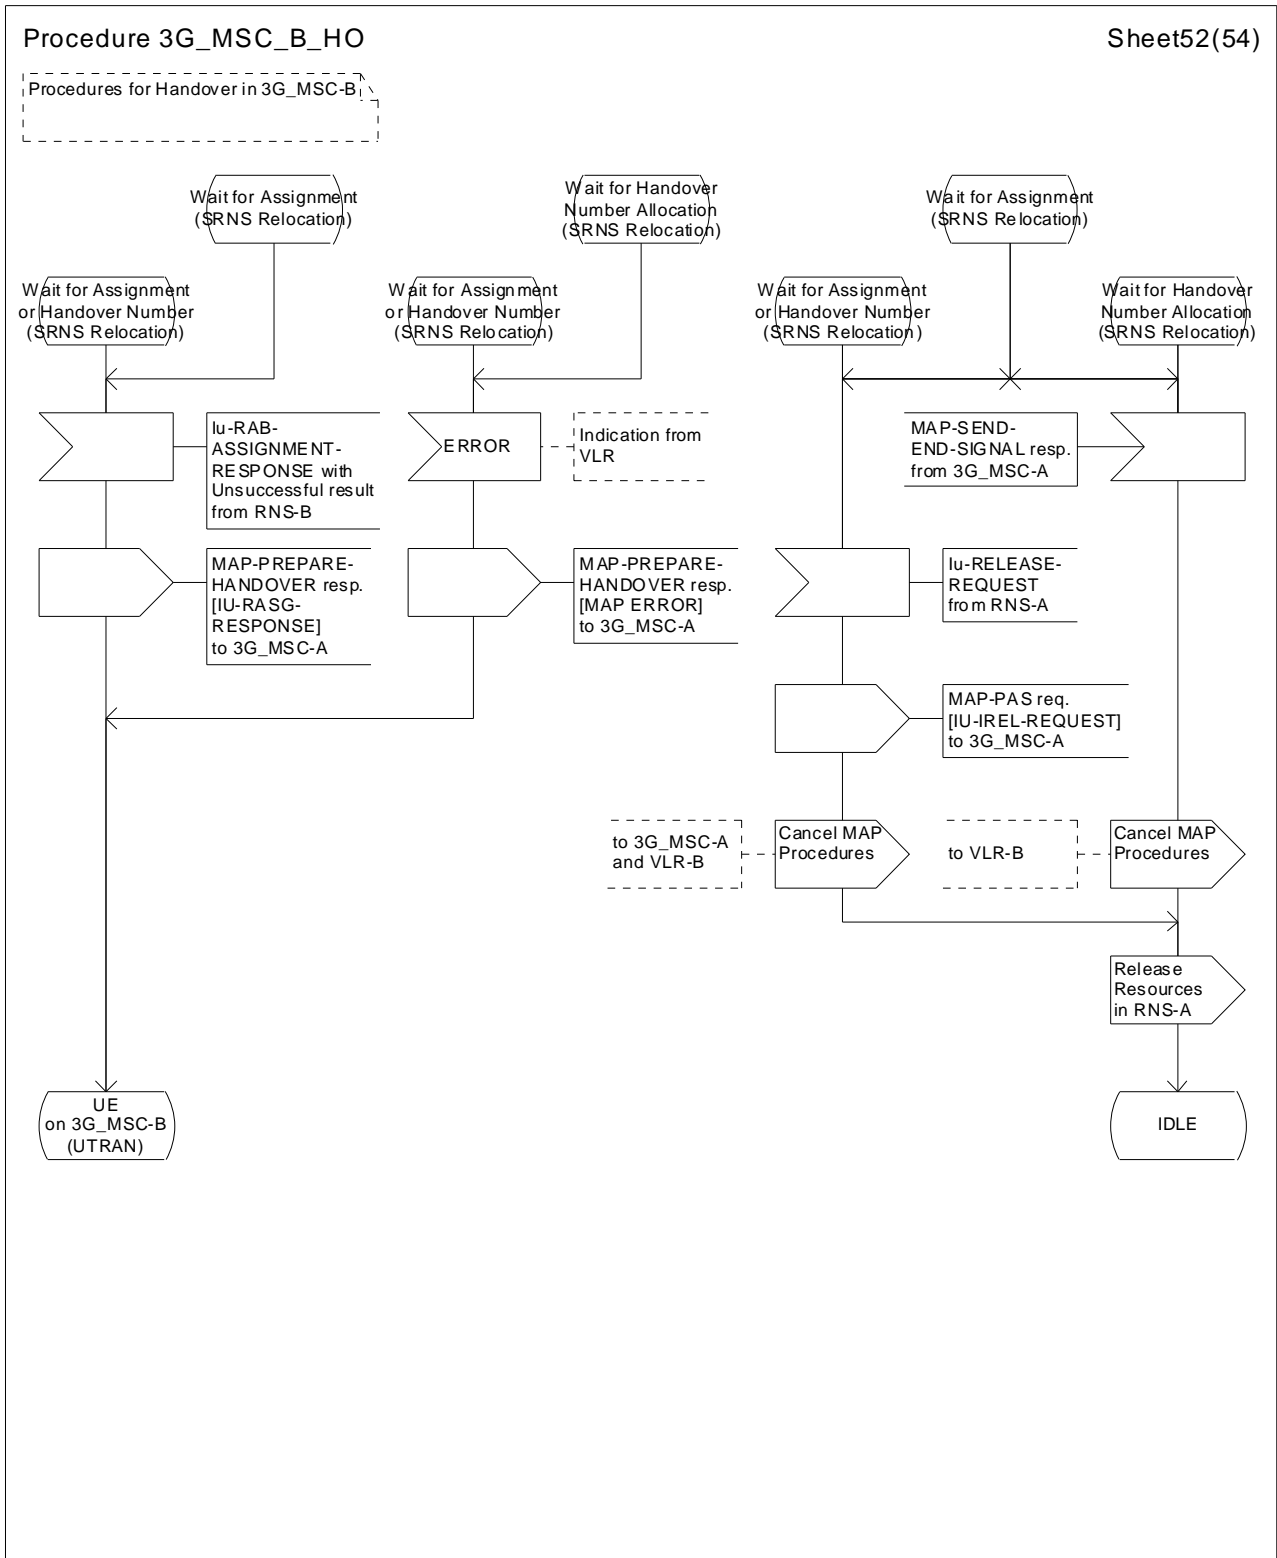 Procedure 3G_MSC_B_HO
Sheet52(54)
Procedures for Handover in 3G_MSC-B
Wait for Assignment
(SRNS Relocation)
Wait for Handover
Number Allocation
(SRNS Relocation)
Wait for Assignment
(SRNS Relocation)
Wait for Assignment
or Handover Number
(SRNS Relocation)
Wait for Assignment
or Handover Number
(SRNS Relocation)
Wait for Assignment
or Handover Number
(SRNS Relocation)
Wait for Handover
Number Allocation
(SRNS Relocation)
Iu-RAB-
ASSIGNMENT-
RESPONSE with
Unsuccessful result
from RNS-B
ERROR
Indication from
VLR
MAP-SEND-
END-SIGNAL resp.
from 3G_MSC-A
MAP-PREPARE-
HANDOVER resp.
[IU-RASG-
RESPONSE]
to 3G_MSC-A
MAP-PREPARE-
HANDOVER resp.
[MAP ERROR]
to 3G_MSC-A
Iu-RELEASE-
REQUEST
from RNS-A
MAP-PAS req.
[IU-IREL-REQUEST]
to 3G_MSC-A
to 3G_MSC-A
and VLR-B
Cancel MAP
Procedures
to VLR-B
Cancel MAP
Procedures
Release
Resources
in RNS-A
UE
on 3G_MSC-B
(UTRAN)
IDLE